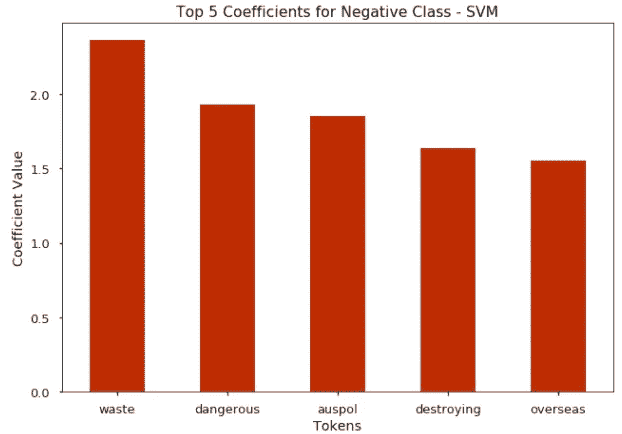 Top 5 Coefficients for Negative Class - SVM
Coefficient Value
2.0
1.5
1.0
0.5
0.0
waste dangerous auspol destroying overseas
Tokens